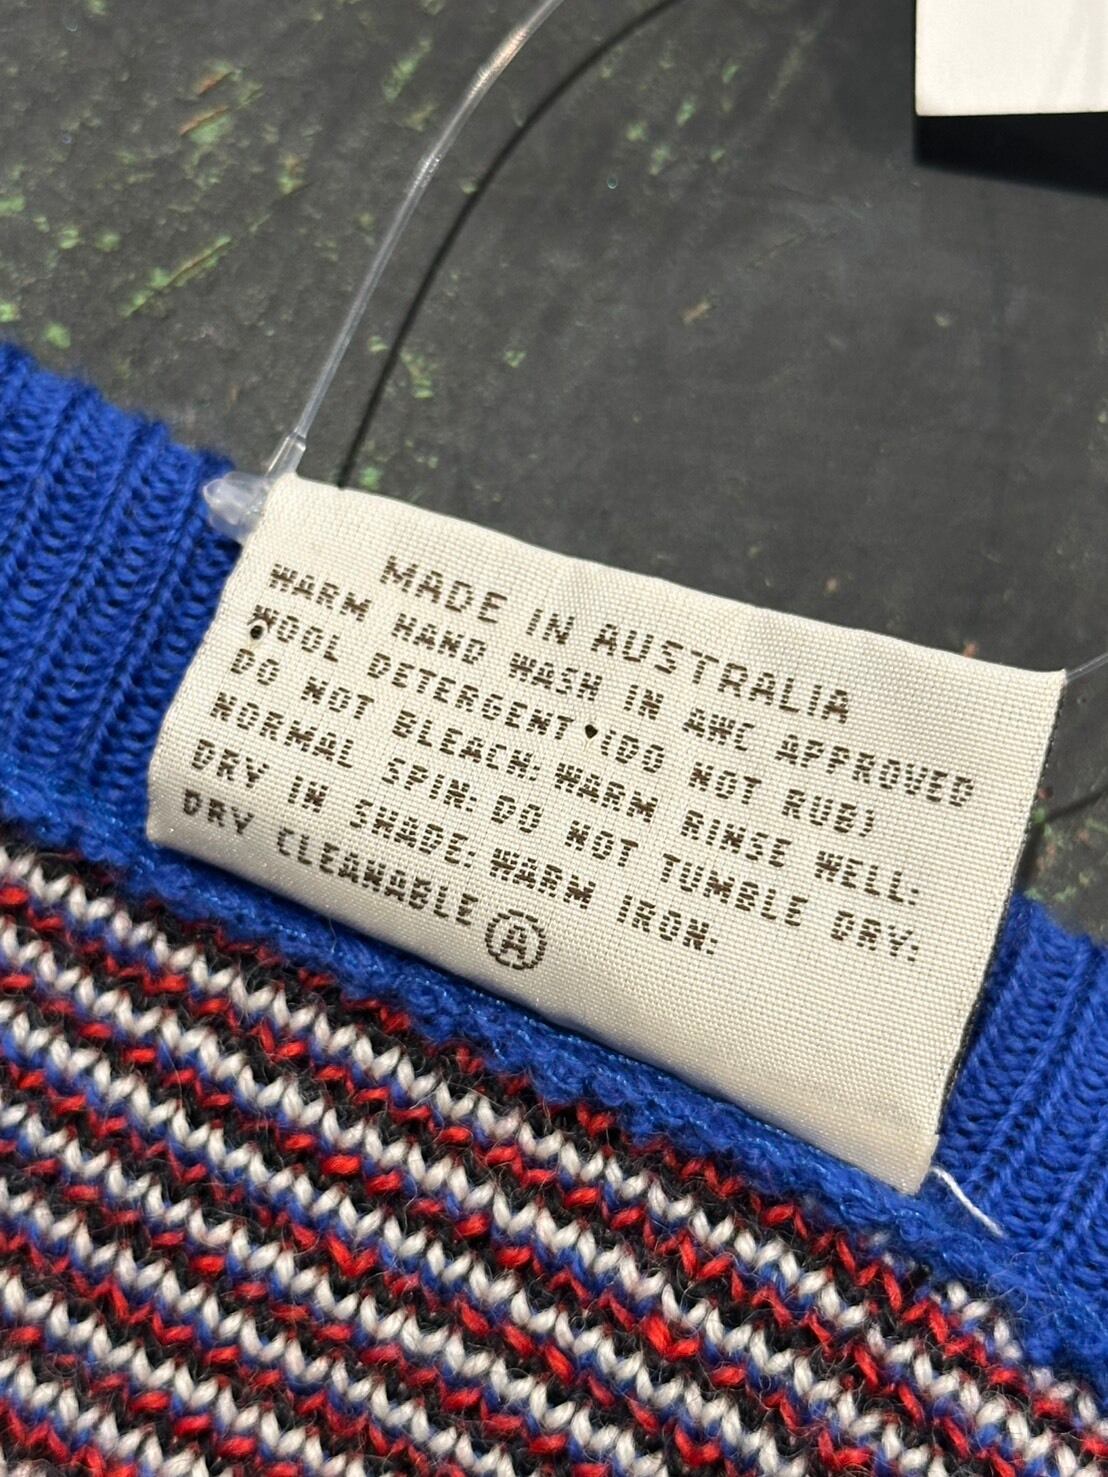 MADE IN AUSTRALIA
WARM HAND WASH IN AWC APPROVED
WOOL DETERGENT (DO NOT RUB)
DO NOT BLEACH: WARM RINSE WELL:
NORMAL SPIN: DO NOT TUMBLE DRY:
DRY IN SHADE: WARM IRON:
DRY CLEANABLE Ⓐ